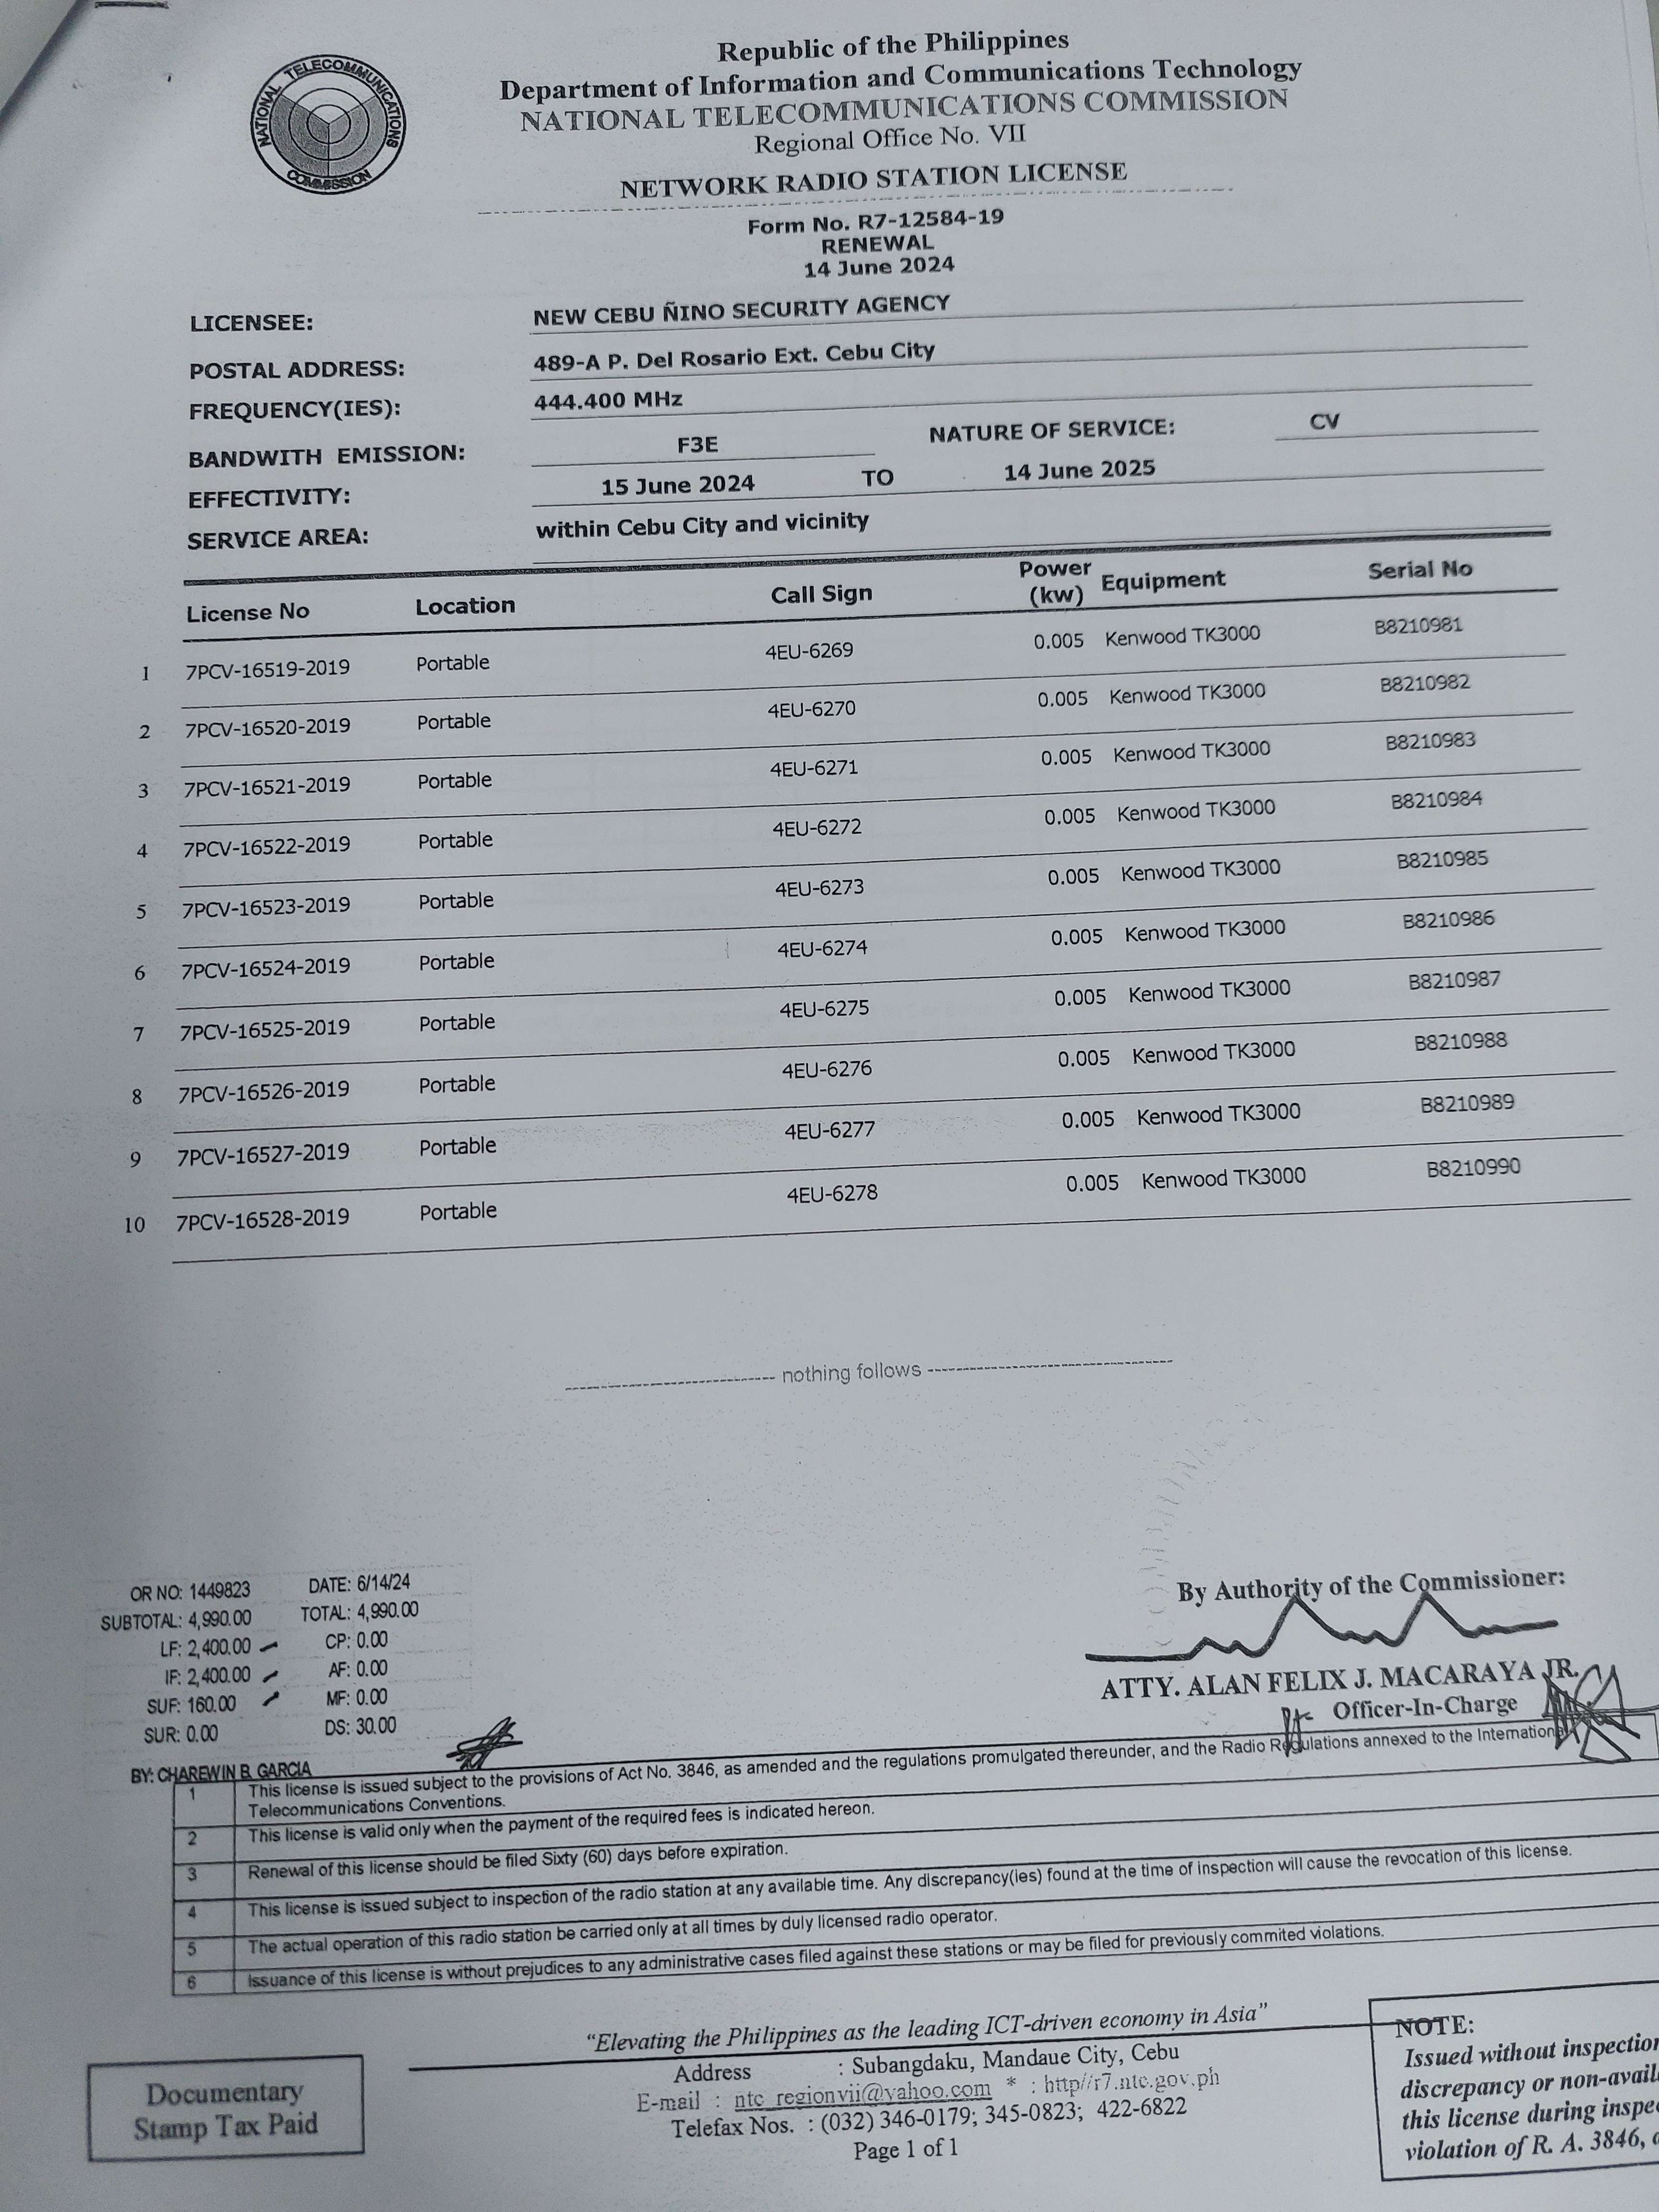 NATIONAL TELECOMMUNICATIONS COMMISSION
Republic of the Philippines
Department of Information and Communications Technology
NATIONAL TELECOMMUNICATIONS COMMISSION
Regional Office No. VII
NETWORK RADIO STATION LICENSE
Form No. R7-12584-19
RENEWAL
14 June 2024
LICENSEE: NEW CEBU ÑINO SECURITY AGENCY
POSTAL ADDRESS: 489-A P. Del Rosario Ext. Cebu City
FREQUENCY(IES): 444.400 MHz
BANDWITH EMISSION: F3E NATURE OF SERVICE: CV
EFFECTIVITY: 15 June 2024 TO 14 June 2025
SERVICE AREA: within Cebu City and vicinity
License No Location Call Sign Power (kw) Equipment Serial No
1 7PCV-16519-2019 Portable 4EU-6269 0.005 Kenwood TK3000 B8210981
2 7PCV-16520-2019 Portable 4EU-6270 0.005 Kenwood TK3000 B8210982
3 7PCV-16521-2019 Portable 4EU-6271 0.005 Kenwood TK3000 B8210983
4 7PCV-16522-2019 Portable 4EU-6272 0.005 Kenwood TK3000 B8210984
5 7PCV-16523-2019 Portable 4EU-6273 0.005 Kenwood TK3000 B8210985
6 7PCV-16524-2019 Portable 4EU-6274 0.005 Kenwood TK3000 B8210986
7 7PCV-16525-2019 Portable 4EU-6275 0.005 Kenwood TK3000 B8210987
8 7PCV-16526-2019 Portable 4EU-6276 0.005 Kenwood TK3000 B8210988
9 7PCV-16527-2019 Portable 4EU-6277 0.005 Kenwood TK3000 B8210989
10 7PCV-16528-2019 Portable 4EU-6278 0.005 Kenwood TK3000 B8210990
nothing follows
OR NO: 1449823 DATE: 6/14/24
SUBTOTAL: 4,990.00 TOTAL: 4,990.00
LF: 2,400.00 CP: 0.00
IF: 2,400.00 AF: 0.00
SUF: 160.00 MF: 0.00
SUR: 0.00 DS: 30.00
BY: CHAREWIN B. GARCIA
By Authority of the Commissioner:
ATTY. ALAN FELIX J. MACARAYA JR.
Officer-In-Charge
1 This license is issued subject to the provisions of Act No. 3846, as amended and the regulations promulgated thereunder, and the Radio Regulations annexed to the International
Telecommunications Conventions.
2 This license is valid only when the payment of the required fees is indicated hereon.
3 Renewal of this license should be filed Sixty (60) days before expiration.
4 This license is issued subject to inspection of the radio station at any available time. Any discrepancy(ies) found at the time of inspection will cause the revocation of this license.
5 The actual operation of this radio station be carried only at all times by duly licensed radio operator.
6 Issuance of this license is without prejudices to any administrative cases filed against these stations or may be filed for previously commited violations.
"Elevating the Philippines as the leading ICT-driven economy in Asia"
Address : Subangdaku, Mandaue City, Cebu
E-mail : ntc_regionvii@yahoo.com * : http//r7.ntc.gov.ph
Telefax Nos. : (032) 346-0179; 345-0823; 422-6822
Page 1 of 1
Documentary
Stamp Tax Paid
NOTE:
Issued without inspection
discrepancy or non-avail
this license during inspe
violation of R. A. 3846,